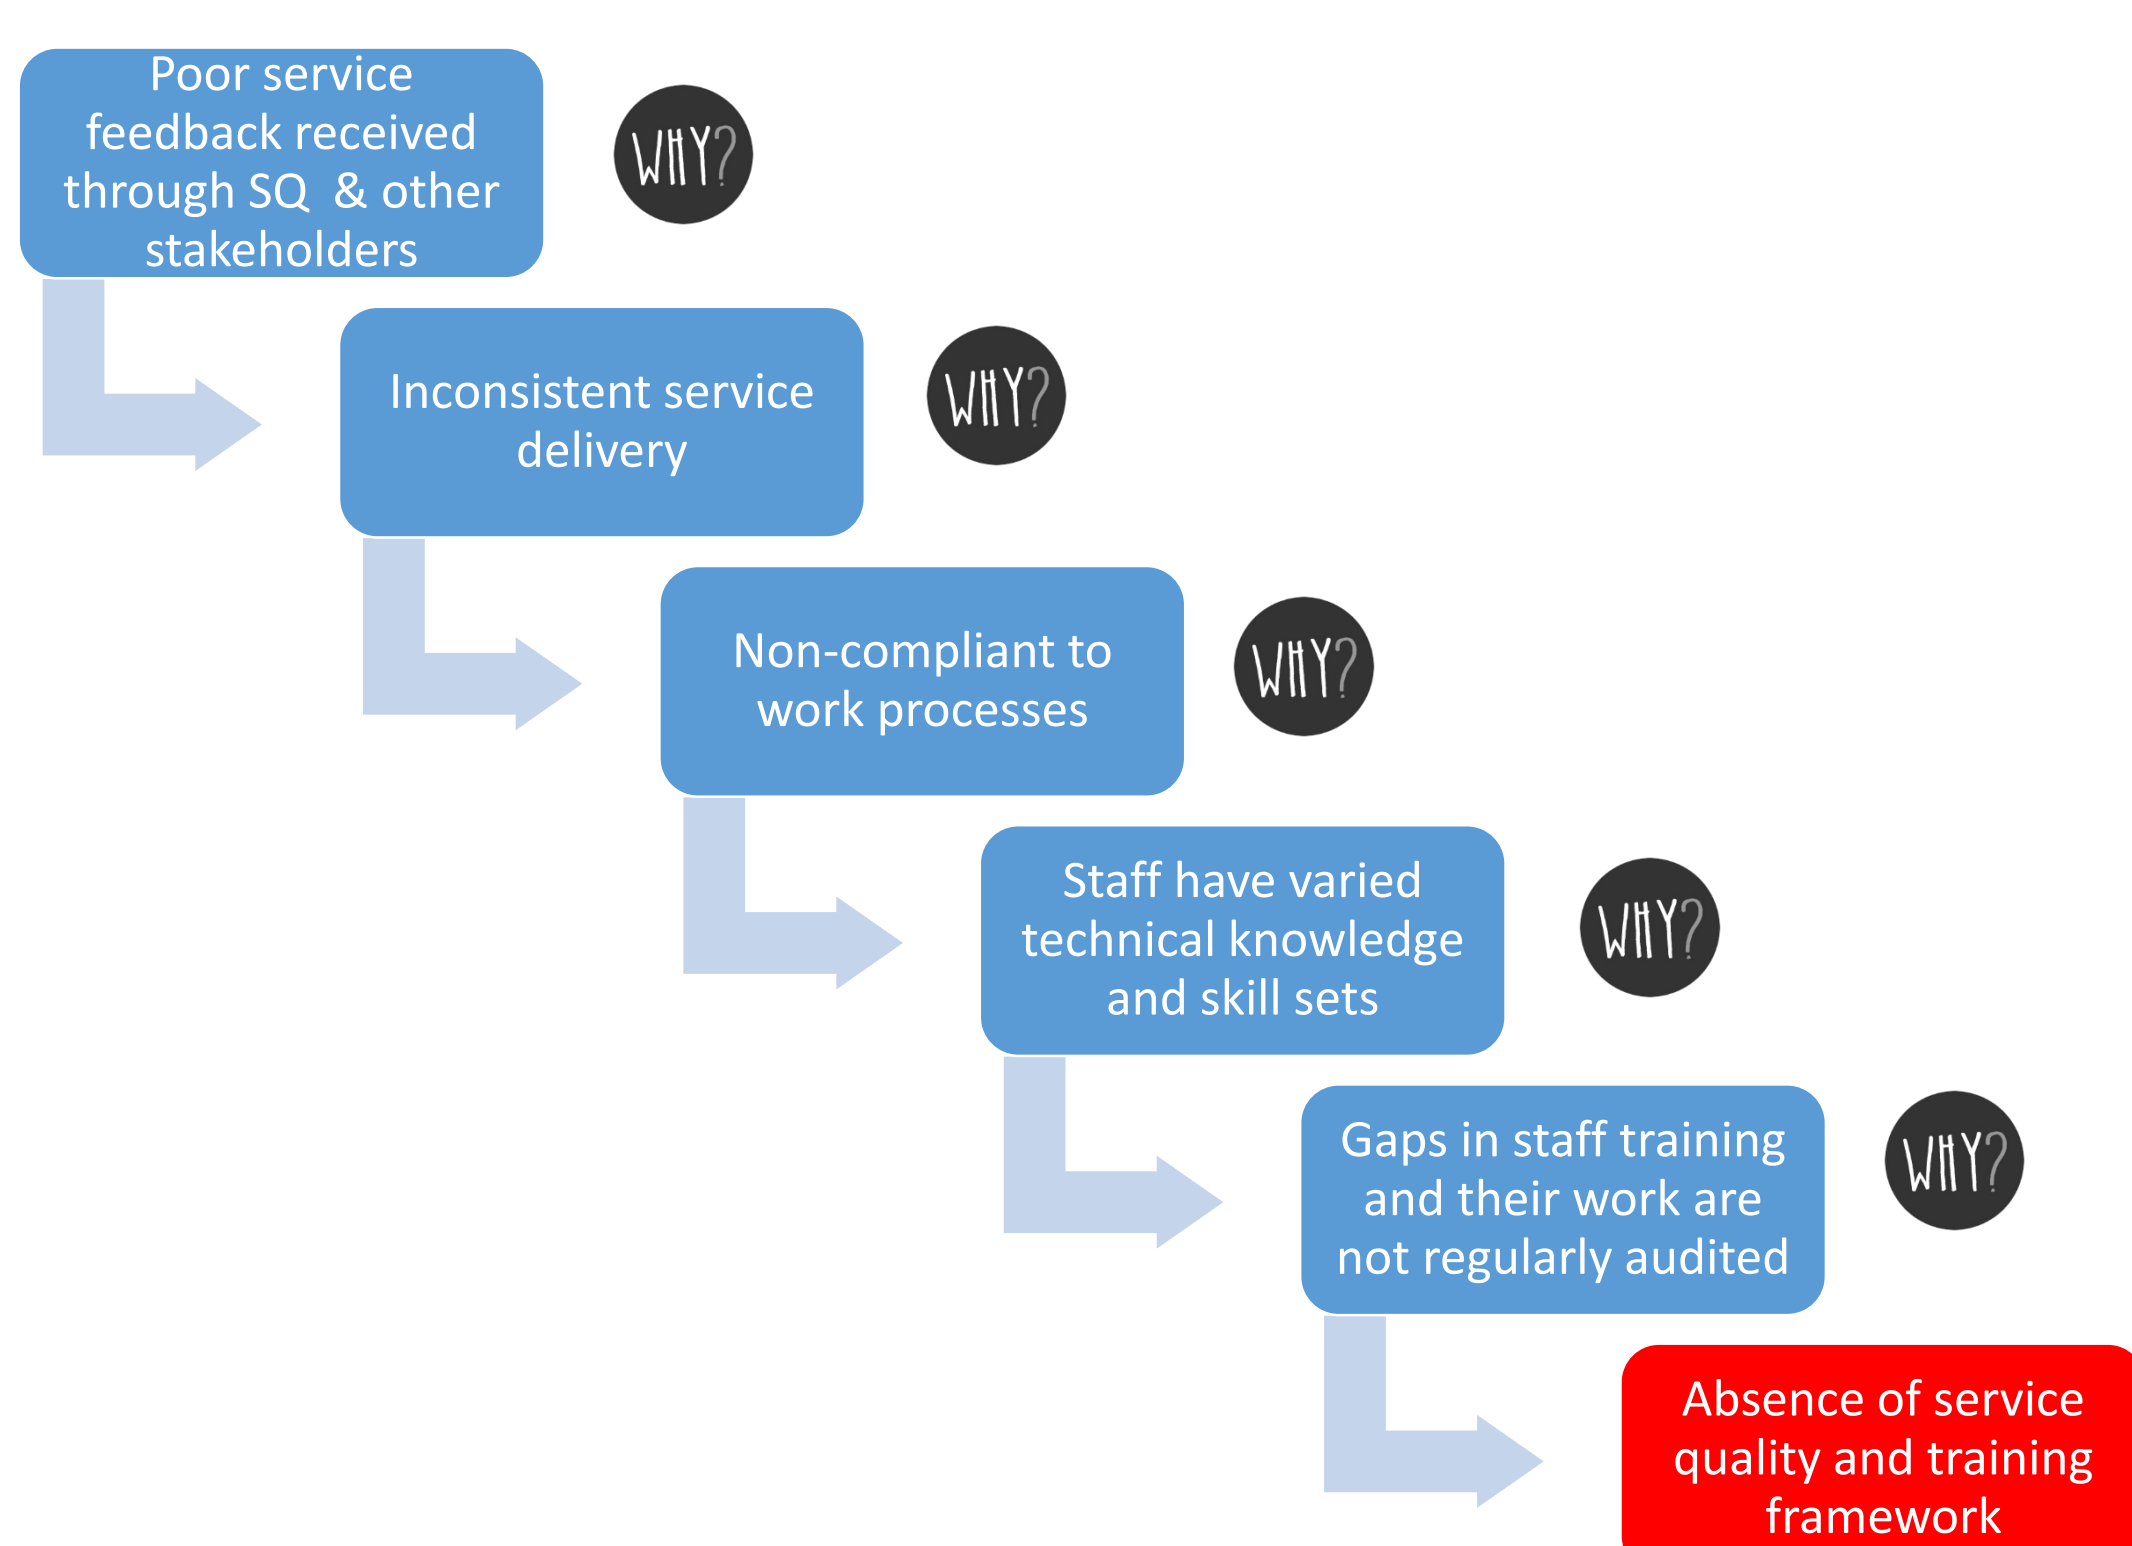 Poor service
feedback received
through SQ & other
stakeholders
WHY?
Inconsistent service
delivery
WHY?
Non-compliant to
work processes
WHY?
Staff have varied
technical knowledge
and skill sets
WHY?
Gaps in staff training
and their work are
not regularly audited
WHY?
Absence of service
quality and training
framework